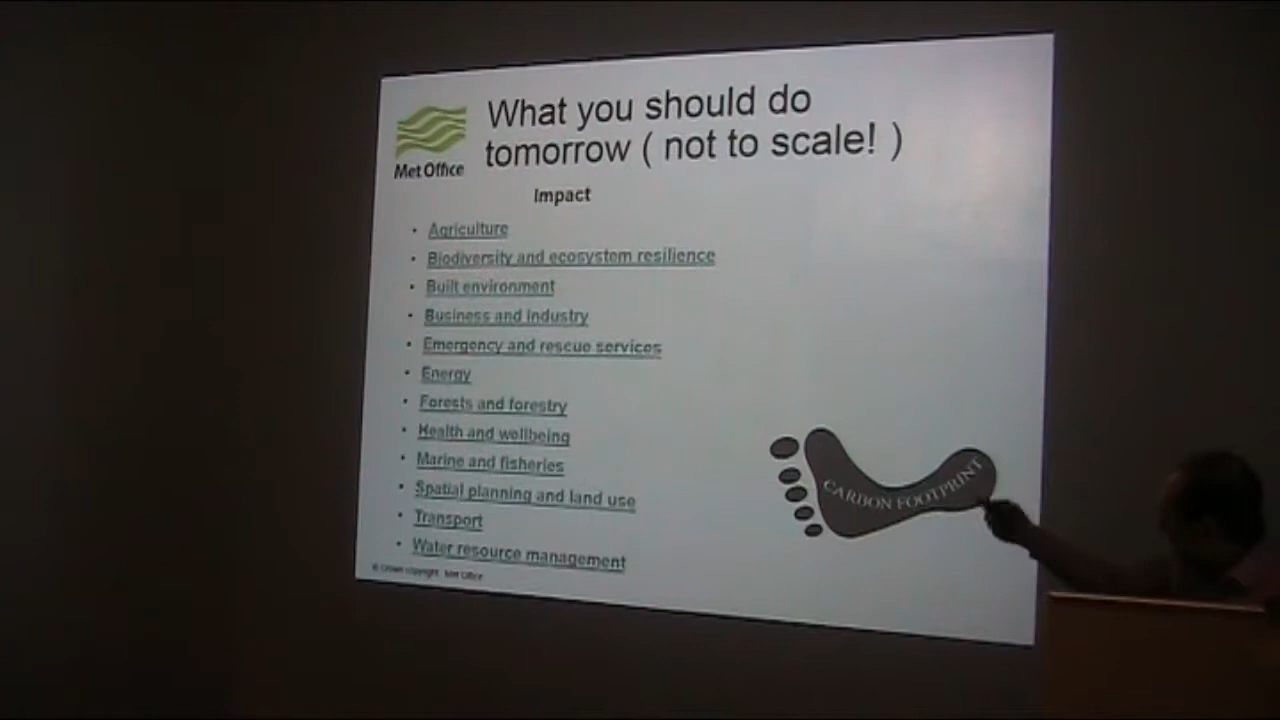 What you should do
tomorrow ( not to scale! )
Met Office
Impact
• Agriculture
• Biodiversity and ecosystem resilience
• Built environment
• Business and industry
• Emergency and rescue services
• Energy
• Forests and forestry
• Health and wellbeing
• Marine and fisheries
• Spatial planning and land use
• Transport
• Water resource management
CARBON FOOTPRINT
© Crown copyright Met Office